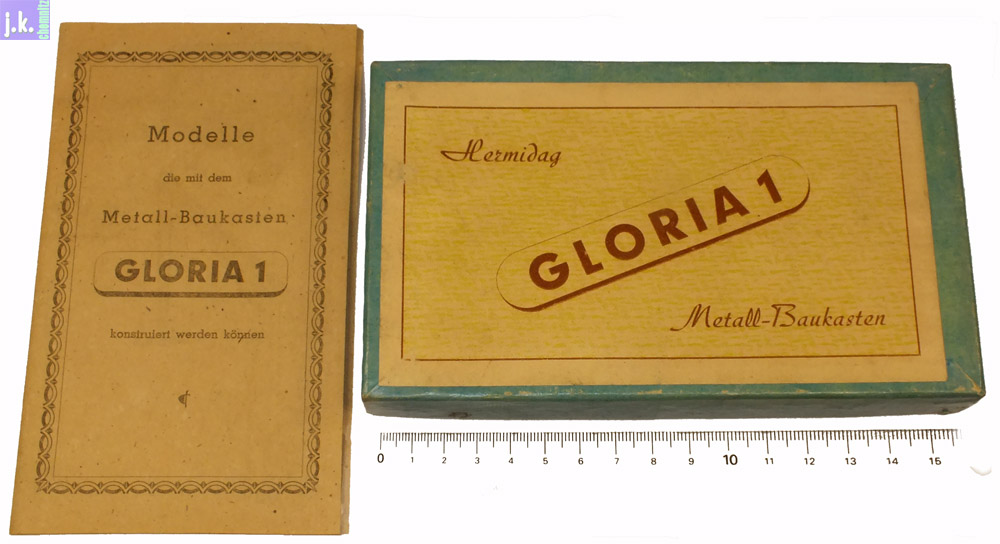 j.k.
chemnitz
Modelle
die mit dem
Metall-Baukasten
GLORIA 1
konstruiert werden können
Hermidag
GLORIA 1
Metall-Baukasten
0 1 2 3 4 5 6 7 8 9 10 11 12 13 14 15